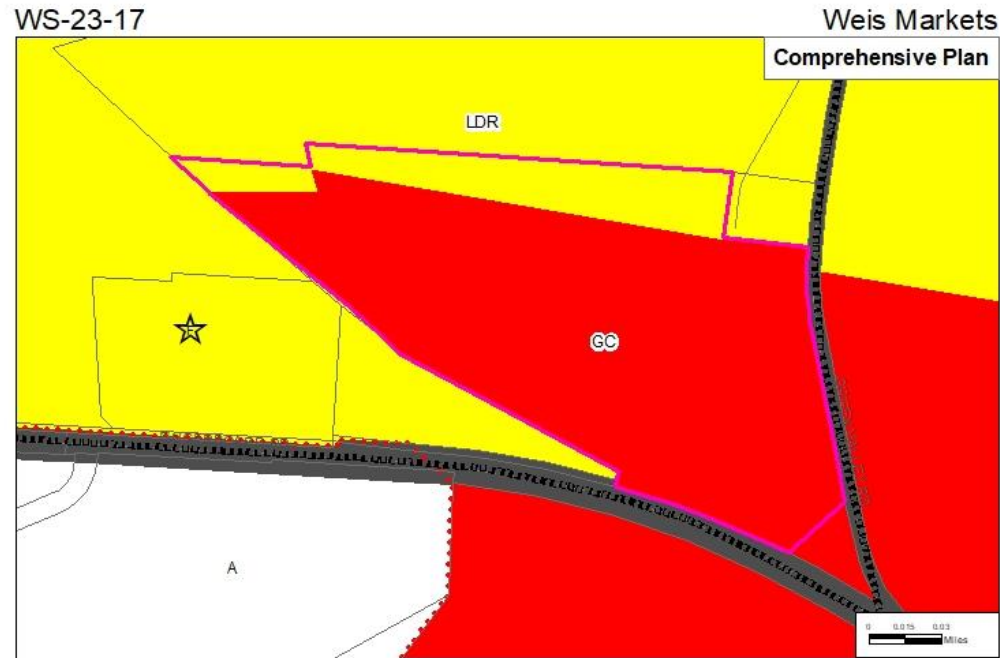 WS-23-17
Weis Markets
Comprehensive Plan
LDR
GC
A
0 0.015 0.03
Miles